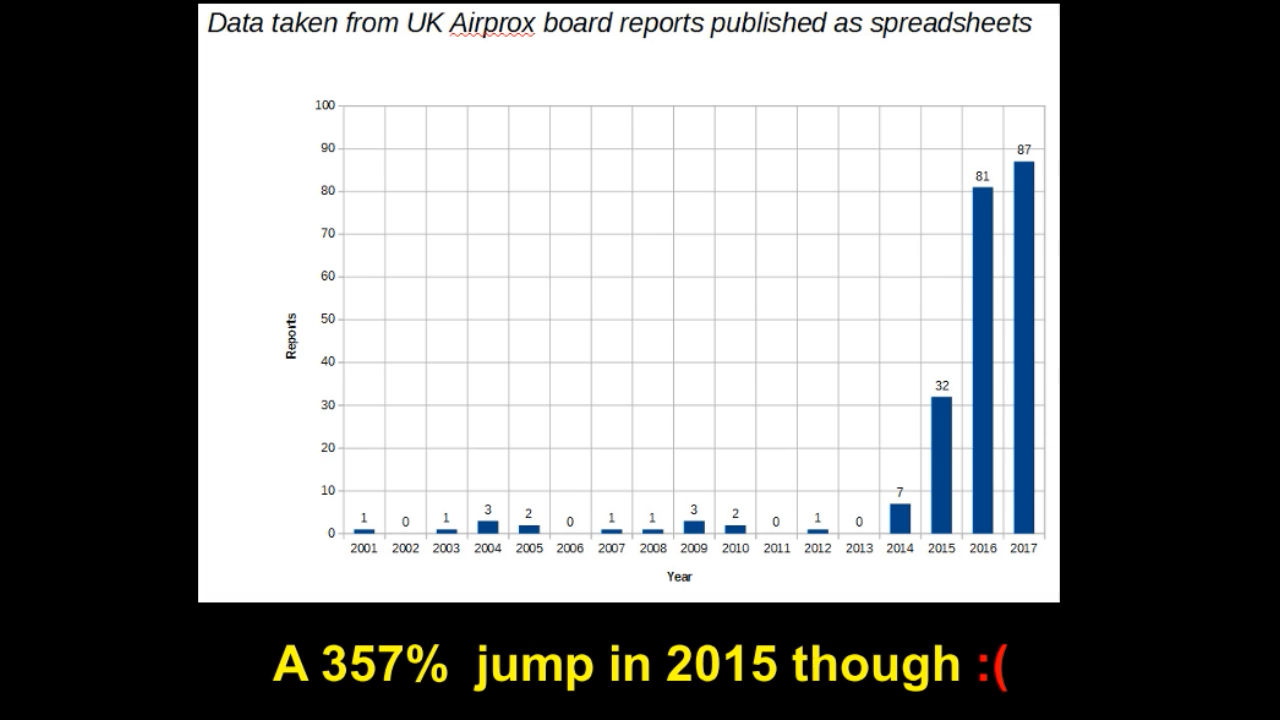 Data taken from UK Airprox board reports published as spreadsheets
100
90
80
70
60
50
40
30
20
10
0
Reports
1 0 1 3 2 0 1 1 3 2 0 1 0 7 32 81 87
2001 2002 2003 2004 2005 2006 2007 2008 2009 2010 2011 2012 2013 2014 2015 2016 2017
Year
A 357% jump in 2015 though :(